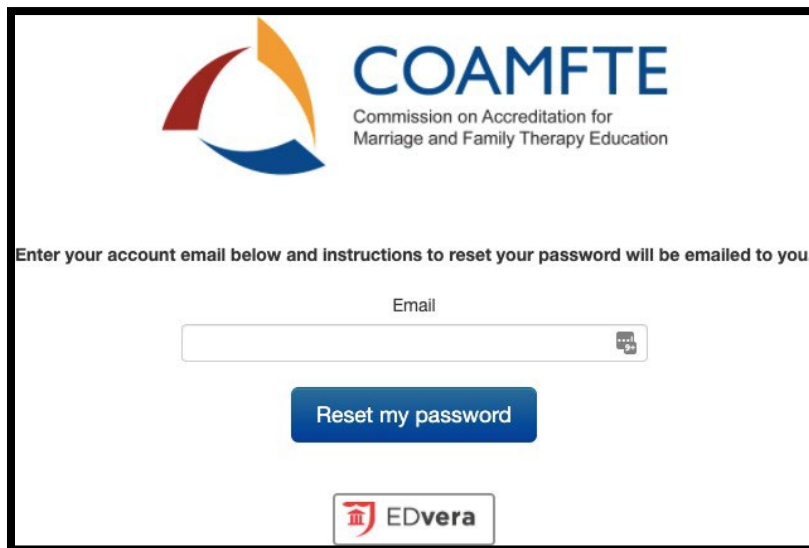 COAMFTE
Commission on Accreditation for
Marriage and Family Therapy Education
Enter your account email below and instructions to reset your password will be emailed to you.
Email
9+
Reset my password
EDvera